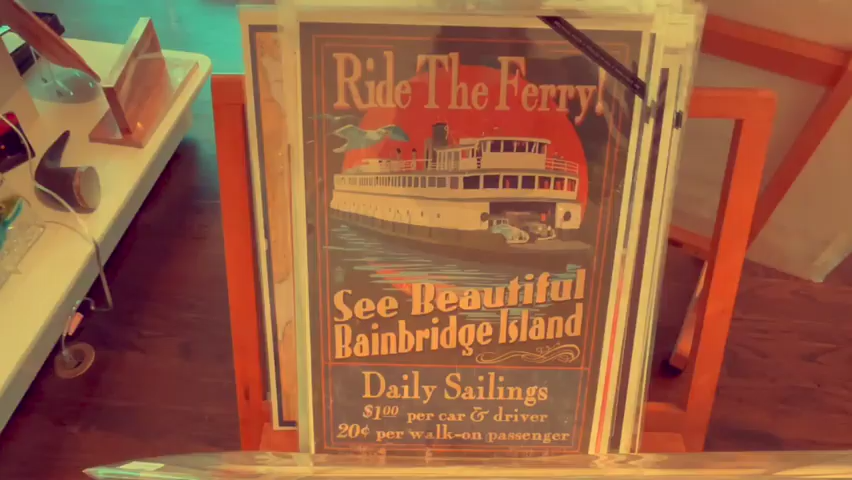 Ride The Ferry!
See Beautiful
Bainbridge Island
Daily Sailings
$1.00 per car & driver
20¢ per walk-on passenger